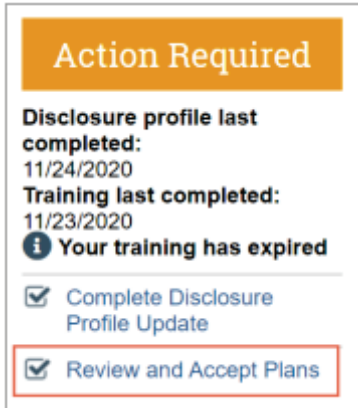 Action Required
Disclosure profile last
completed:
11/24/2020
Training last completed:
11/23/2020
Your training has expired
Complete Disclosure
Profile Update
Review and Accept Plans